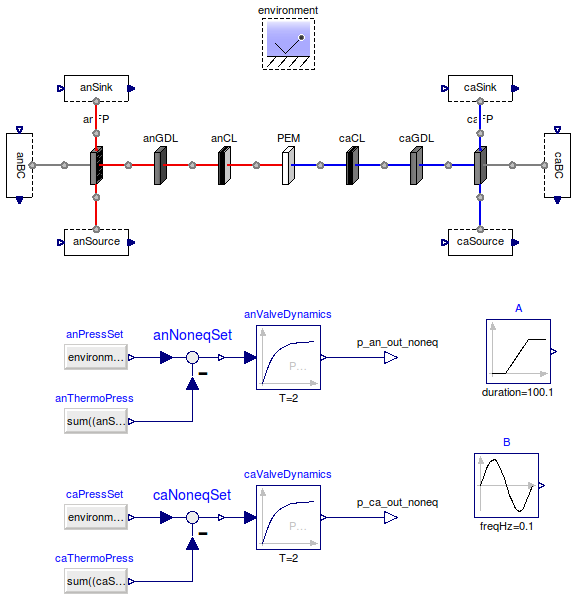 environment
anSink
caSink
anFP
caFP
anBC
anGDL
anCL
PEM
caCL
caGDL
caBC
anSource
caSource
anPressSet
environm...
anNoneqSet
anValveDynamics
P...
T=2
p_an_out_noneq
A
duration=100.1
anThermoPress
sum((anS...
caPressSet
environm...
caNoneqSet
caValveDynamics
P...
T=2
p_ca_out_noneq
B
freqHz=0.1
caThermoPress
sum((caS...